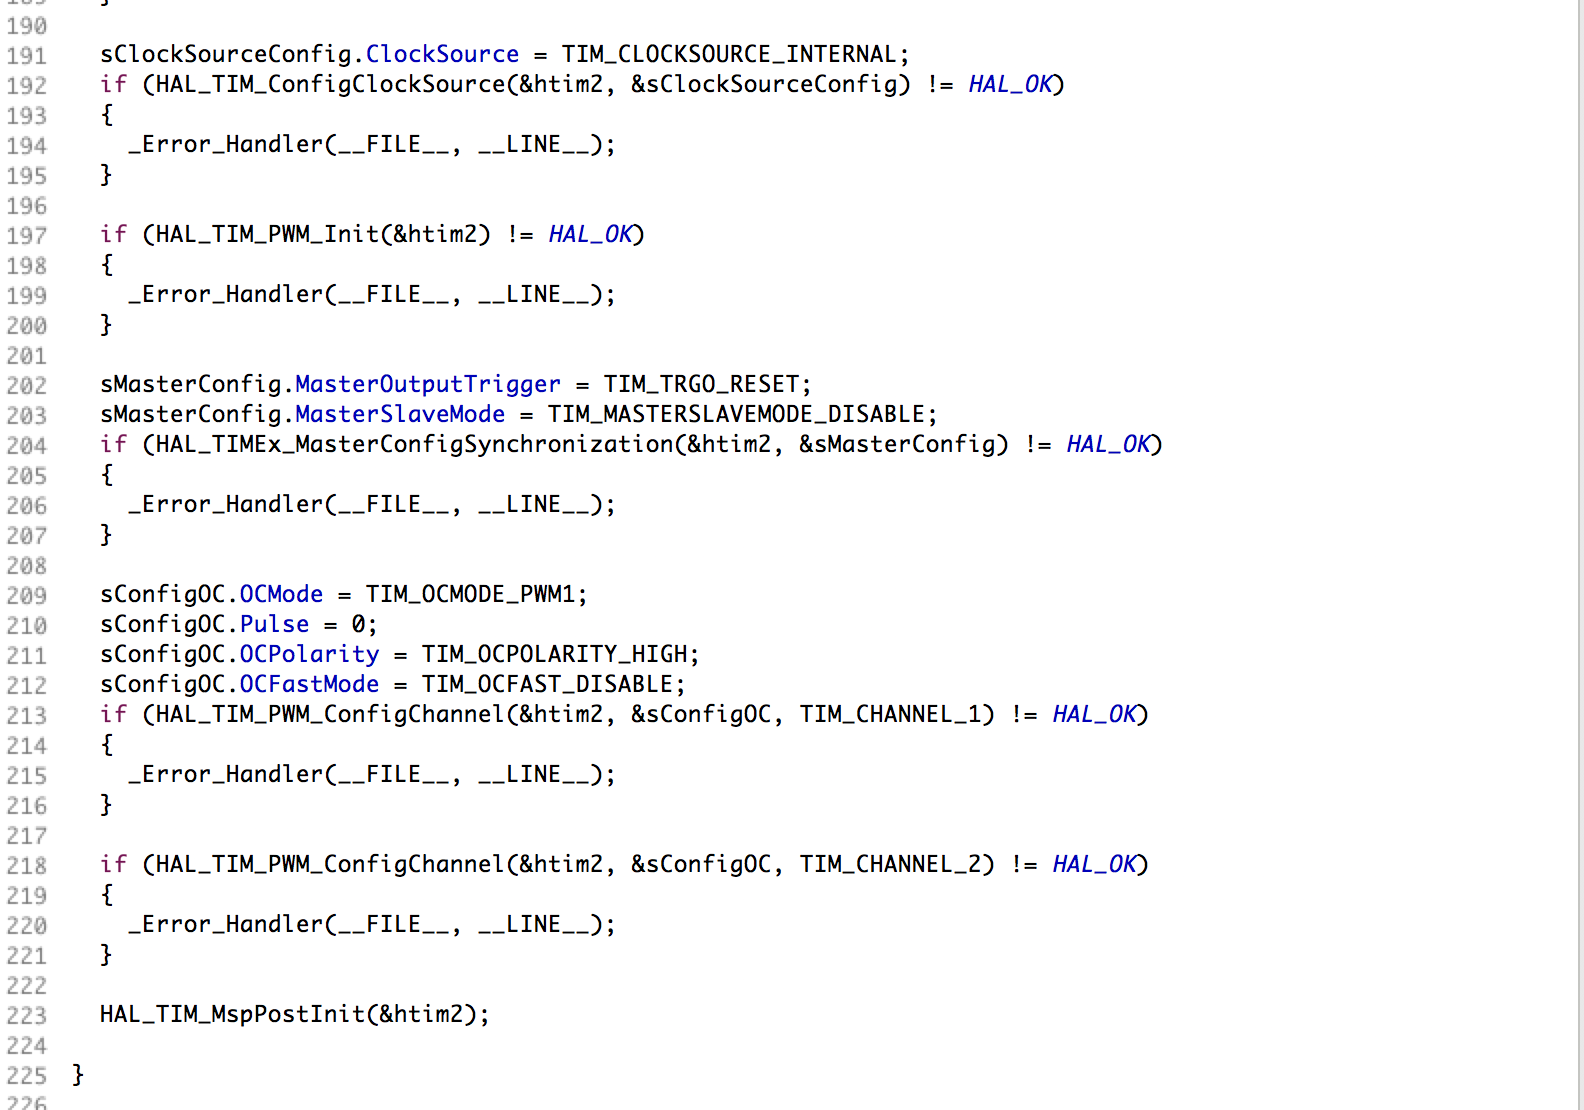 190
191 sClockSourceConfig.ClockSource = TIM_CLOCKSOURCE_INTERNAL;
192 if (HAL_TIM_ConfigClockSource(&htim2, &sClockSourceConfig) != HAL_OK)
193 {
194 _Error_Handler(__FILE__, __LINE__);
195 }
196
197 if (HAL_TIM_PWM_Init(&htim2) != HAL_OK)
198 {
199 _Error_Handler(__FILE__, __LINE__);
200 }
201
202 sMasterConfig.MasterOutputTrigger = TIM_TRGO_RESET;
203 sMasterConfig.MasterSlaveMode = TIM_MASTERSLAVEMODE_DISABLE;
204 if (HAL_TIMEx_MasterConfigSynchronization(&htim2, &sMasterConfig) != HAL_OK)
205 {
206 _Error_Handler(__FILE__, __LINE__);
207 }
208
209 sConfigOC.OCMode = TIM_OCMODE_PWM1;
210 sConfigOC.Pulse = 0;
211 sConfigOC.OCPolarity = TIM_OCPOLARITY_HIGH;
212 sConfigOC.OCFastMode = TIM_OCFAST_DISABLE;
213 if (HAL_TIM_PWM_ConfigChannel(&htim2, &sConfigOC, TIM_CHANNEL_1) != HAL_OK)
214 {
215 _Error_Handler(__FILE__, __LINE__);
216 }
217
218 if (HAL_TIM_PWM_ConfigChannel(&htim2, &sConfigOC, TIM_CHANNEL_2) != HAL_OK)
219 {
220 _Error_Handler(__FILE__, __LINE__);
221 }
222
223 HAL_TIM_MspPostInit(&htim2);
224
225 }
226